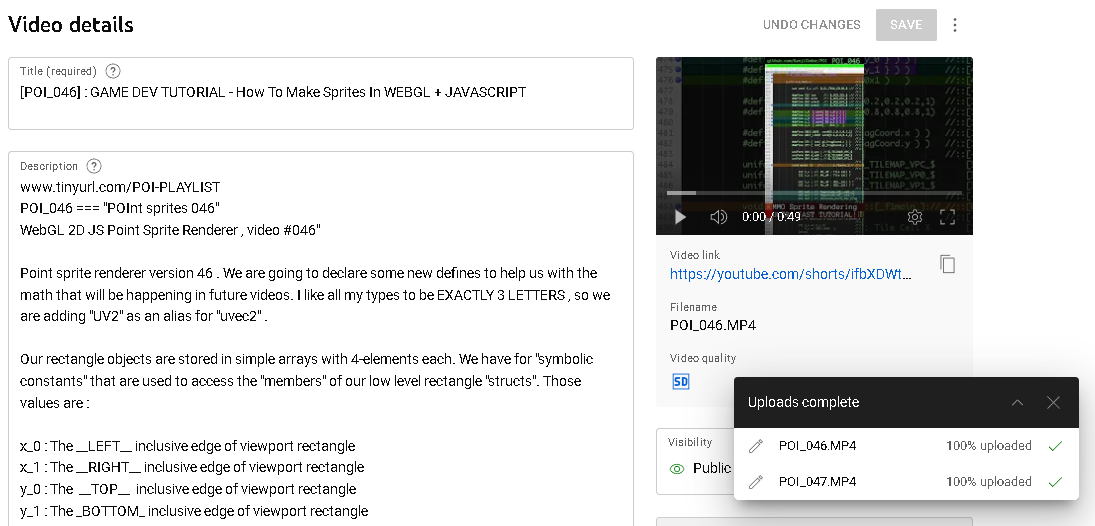 Video details
UNDO CHANGES
SAVE
Title (required)
[POI_046] : GAME DEV TUTORIAL - How To Make Sprites In WEBGL + JAVASCRIPT
Description
www.tinyurl.com/POI-PLAYLIST
POI_046 === "POInt sprites 046"
WebGL 2D JS Point Sprite Renderer , video #046"
Point sprite renderer version 46 . We are going to declare some new defines to help us with the
math that will be happening in future videos. I like all my types to be EXACTLY 3 LETTERS , so we
are adding "UV2" as an alias for "uvec2" .
Our rectangle objects are stored in simple arrays with 4-elements each. We have for "symbolic
constants" that are used to access the "members" of our low level rectangle "structs". Those
values are :
x_0 : The __LEFT__ inclusive edge of viewport rectangle
x_1 : The __RIGHT__ inclusive edge of viewport rectangle
y_0 : The __TOP__ inclusive edge of viewport rectangle
y_1 : The _BOTTOM_ inclusive edge of viewport rectangle
POI_046
0:00 / 0:49
Video link
https://youtube.com/shorts/ifbXDWt...
Filename
POI_046.MP4
Video quality
SD
Visibility
Public
Uploads complete
POI_046.MP4 100% uploaded
POI_047.MP4 100% uploaded